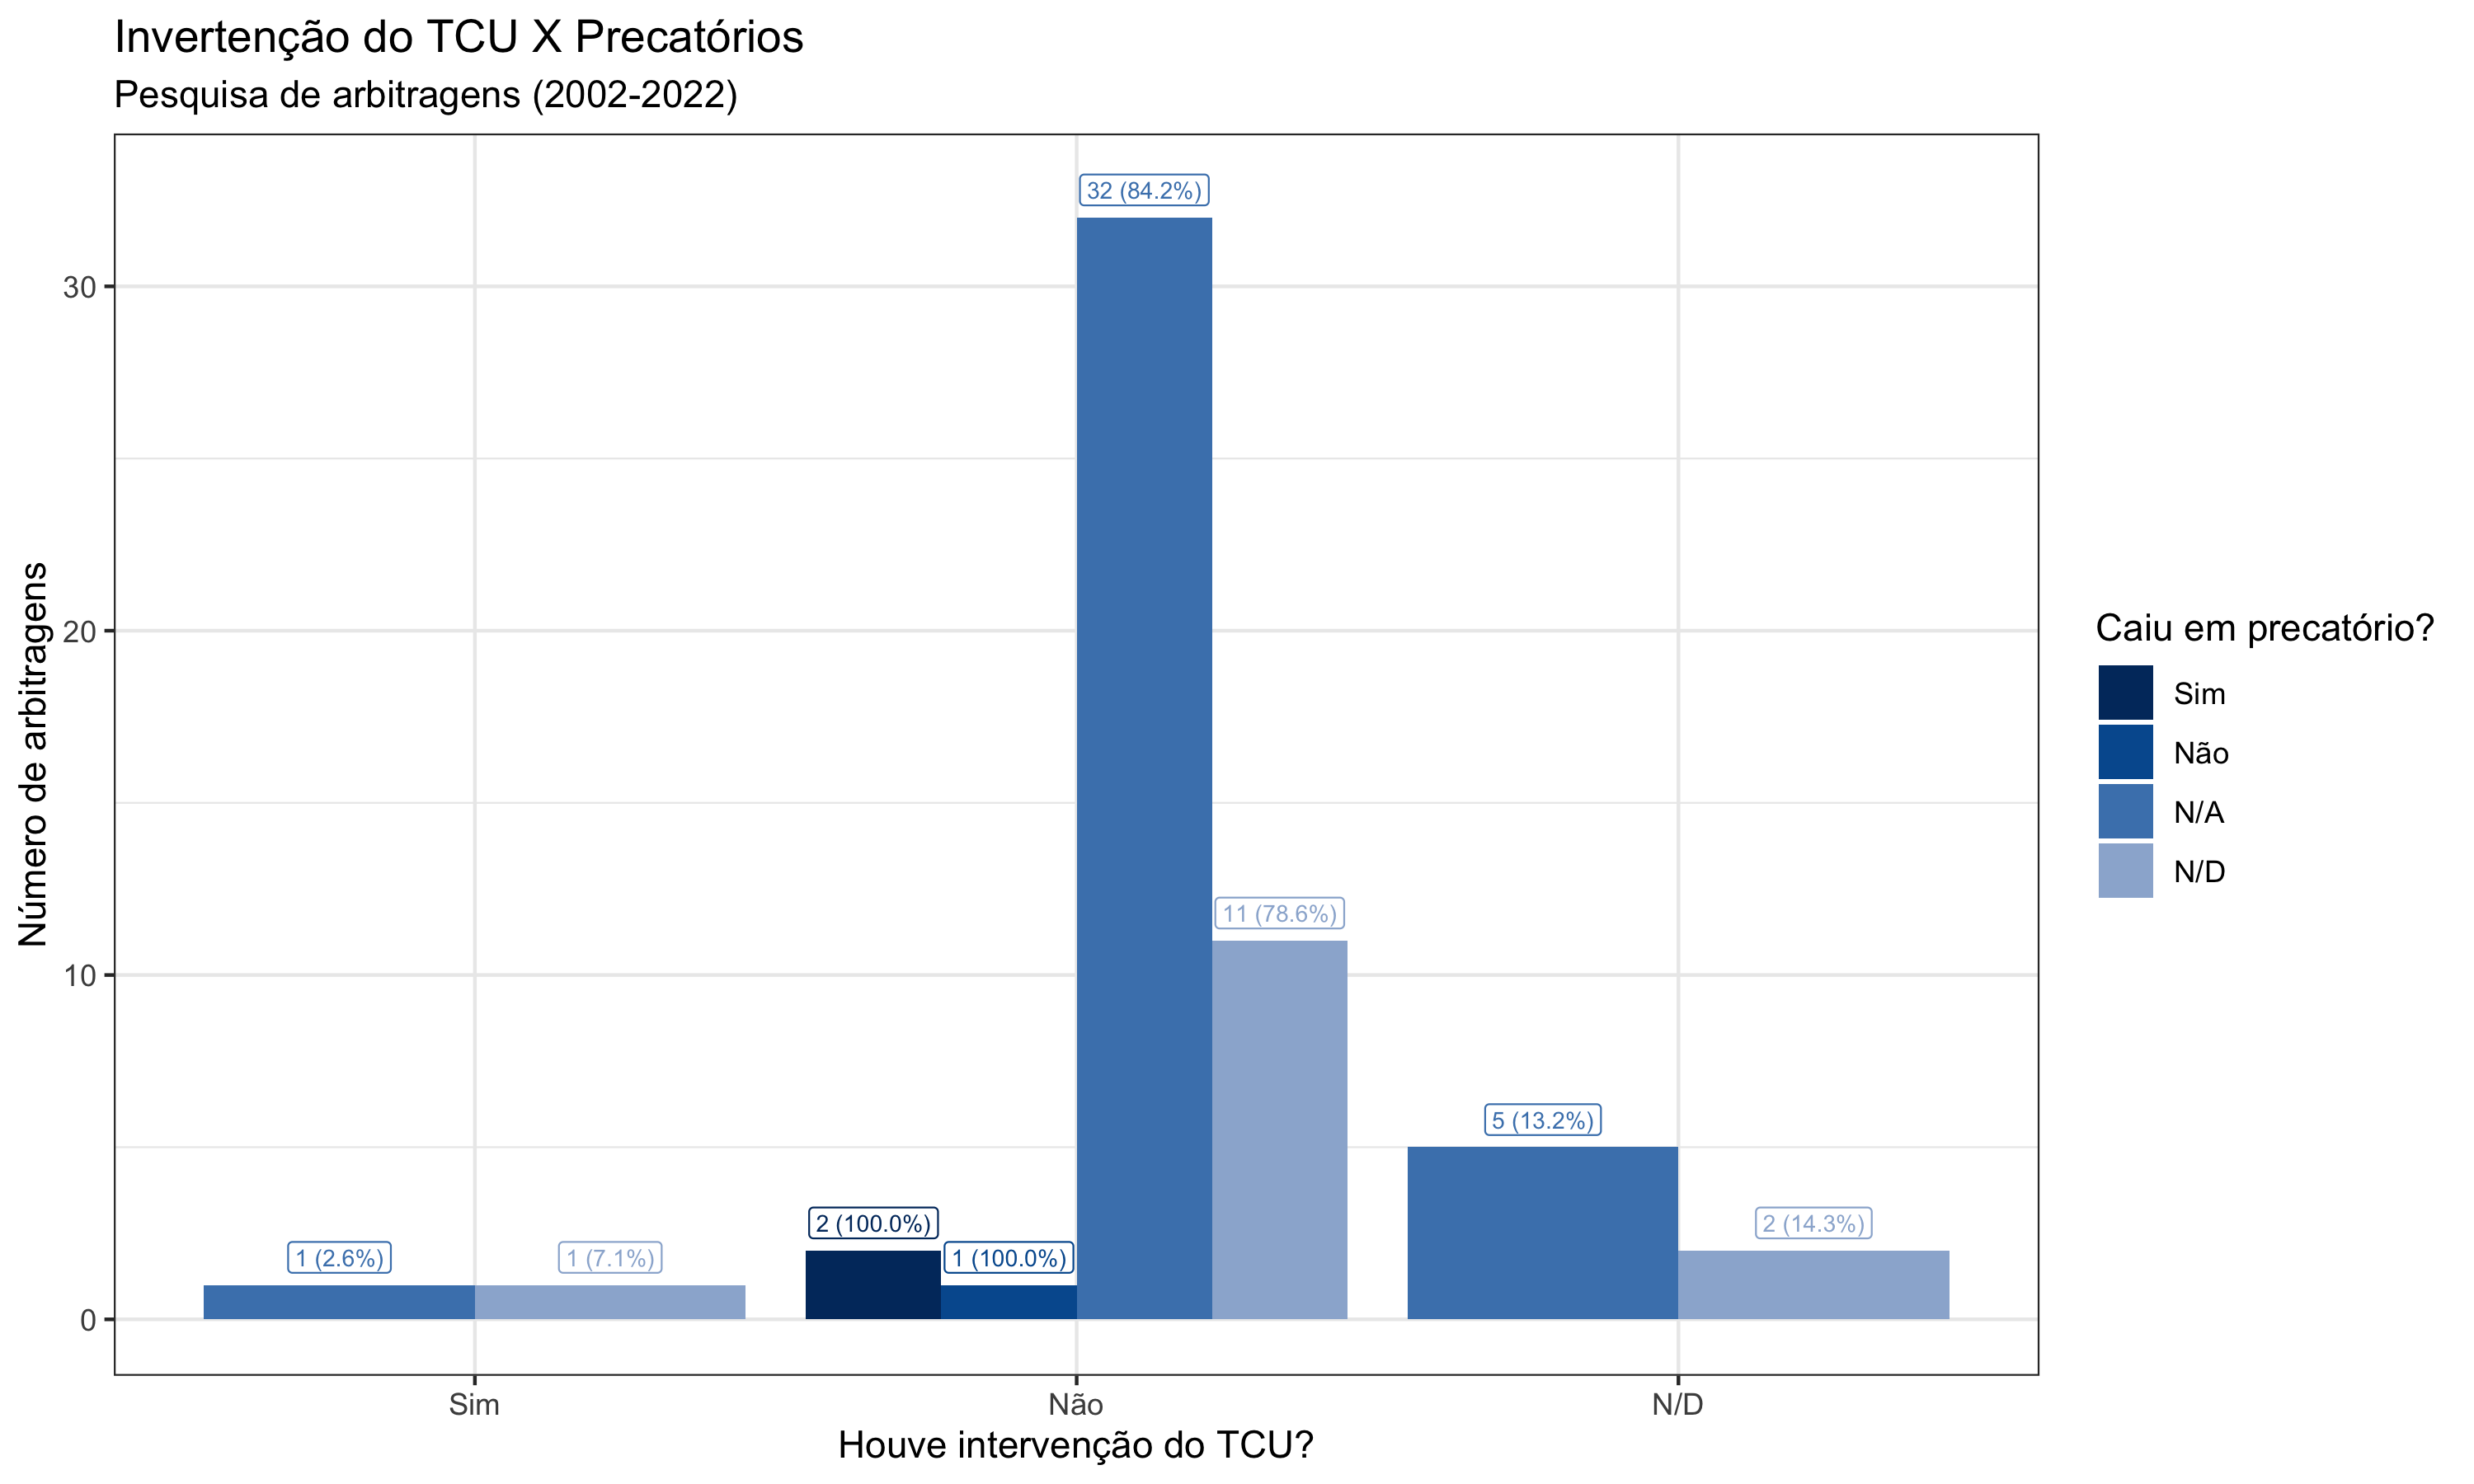 Invertenção do TCU X Precatórios
Pesquisa de arbitragens (2002-2022)
Número de arbitragens
30
20
10
0
32 (84.2%)
11 (78.6%)
5 (13.2%)
2 (14.3%)
2 (100.0%)
1 (100.0%)
1 (2.6%)
1 (7.1%)
Sim
Não
N/D
Houve intervenção do TCU?
Caiu em precatório?
Sim
Não
N/A
N/D